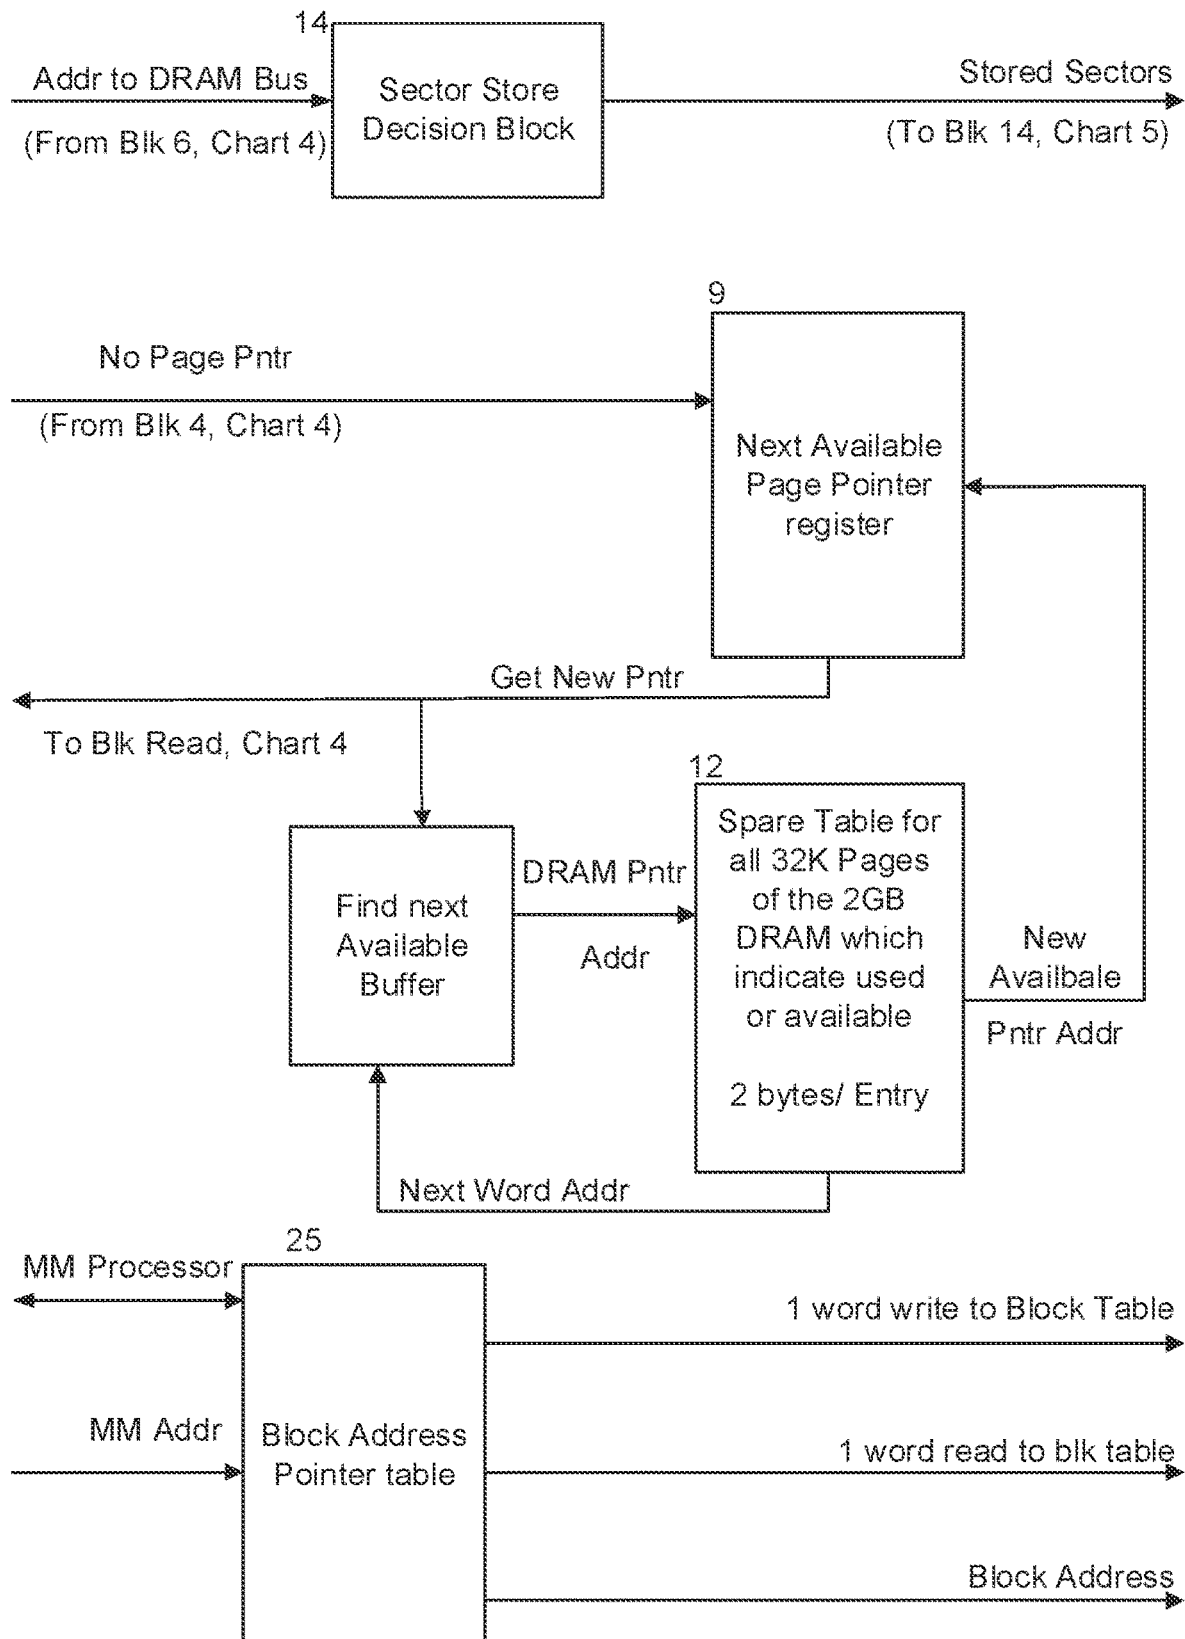 14
Addr to DRAM Bus
(From Blk 6, Chart 4)
Sector Store
Decision Block
Stored Sectors
(To Blk 14, Chart 5)
9
No Page Pntr
(From Blk 4, Chart 4)
Next Available
Page Pointer
register
Get New Pntr
To Blk Read, Chart 4
12
Find next
Available
Buffer
DRAM Pntr
Addr
Spare Table for
all 32K Pages
of the 2GB
DRAM which
indicate used
or available
2 bytes/ Entry
New
Availbale
Pntr Addr
Next Word Addr
25
MM Processor
MM Addr
Block Address
Pointer table
1 word write to Block Table
1 word read to blk table
Block Address